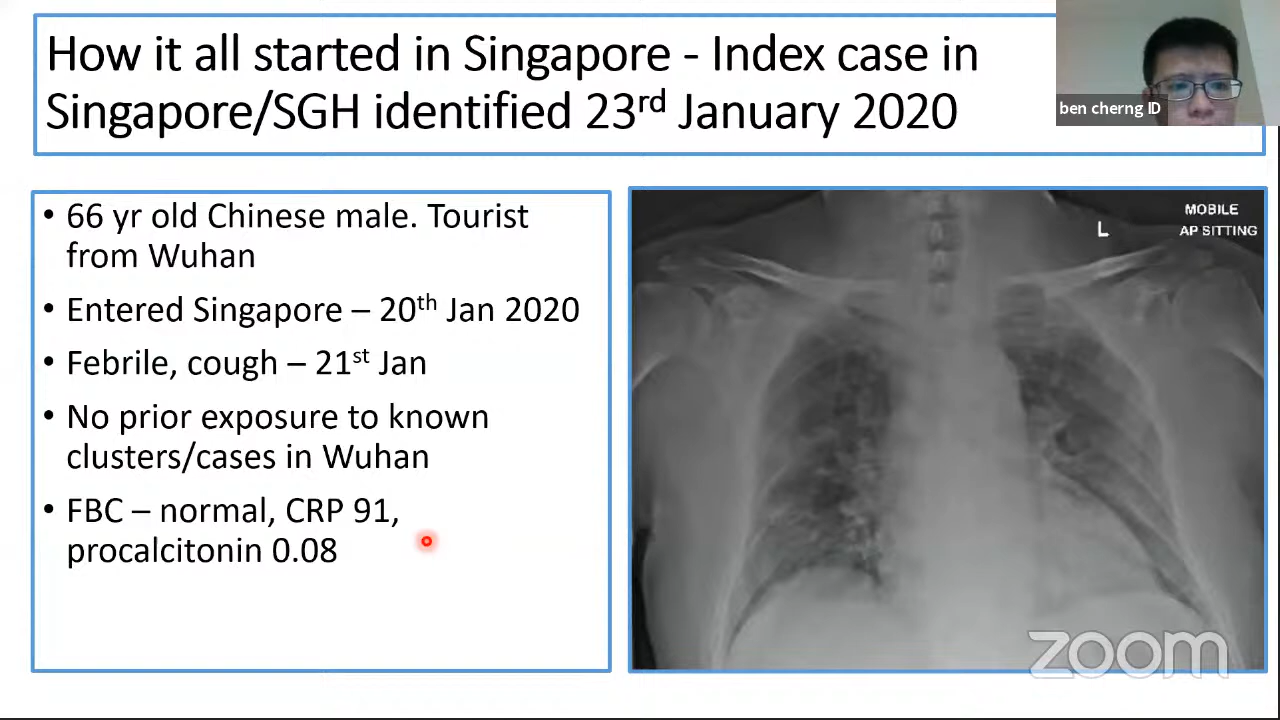 How it all started in Singapore - Index case in
Singapore/SGH identified 23rd January 2020
ben cherng ID
• 66 yr old Chinese male. Tourist
from Wuhan
• Entered Singapore – 20th Jan 2020
• Febrile, cough – 21st Jan
• No prior exposure to known
clusters/cases in Wuhan
• FBC – normal, CRP 91,
procalcitonin 0.08
MOBILE
L
AP SITTING
zoom